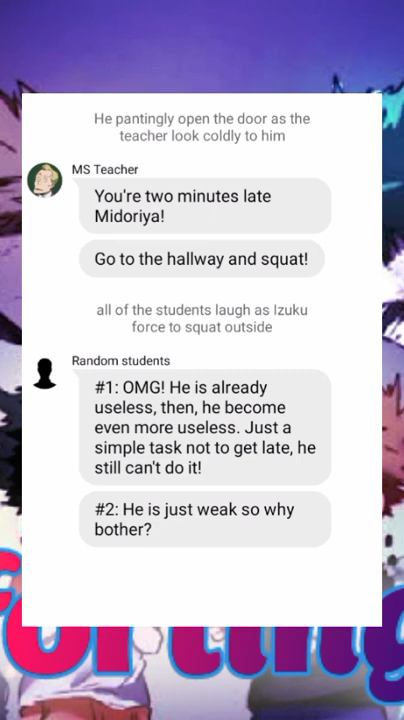 He pantingly open the door as the
teacher look coldly to him
MS Teacher
You're two minutes late
Midoriya!
Go to the hallway and squat!
all of the students laugh as Izuku
force to squat outside
Random students
#1: OMG! He is already
useless, then, he become
even more useless. Just a
simple task not to get late, he
still can't do it!
#2: He is just weak so why
bother?